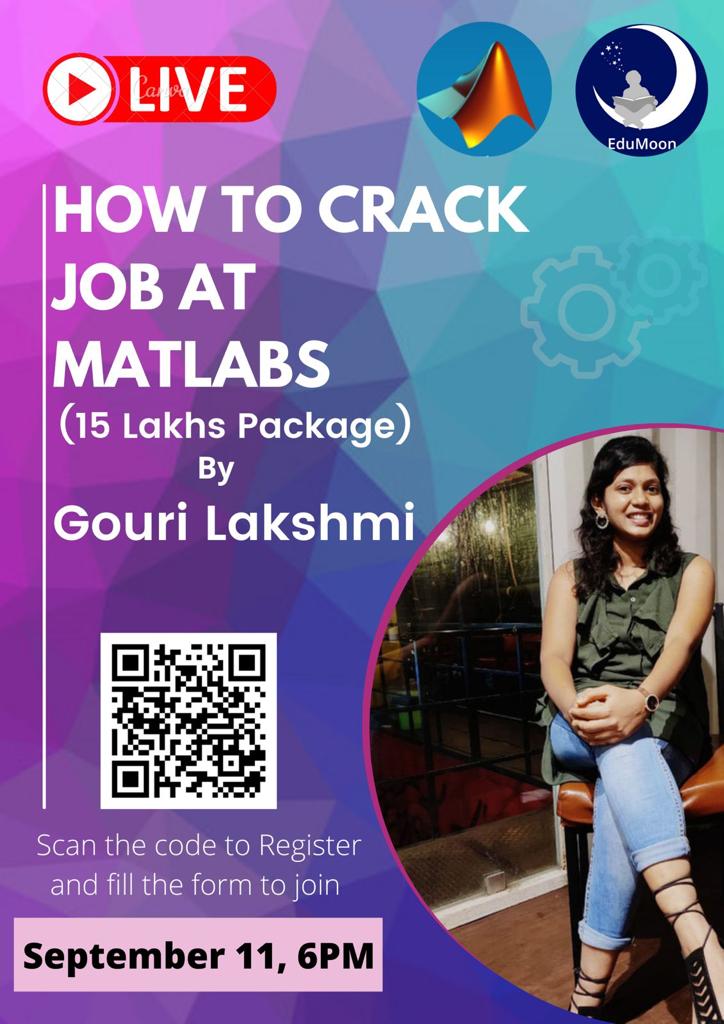 LIVE
Canva
EduMoon
HOW TO CRACK
JOB AT
MATLABS
(15 Lakhs Package)
By
Gouri Lakshmi
Scan the code to Register
and fill the form to join
September 11, 6PM